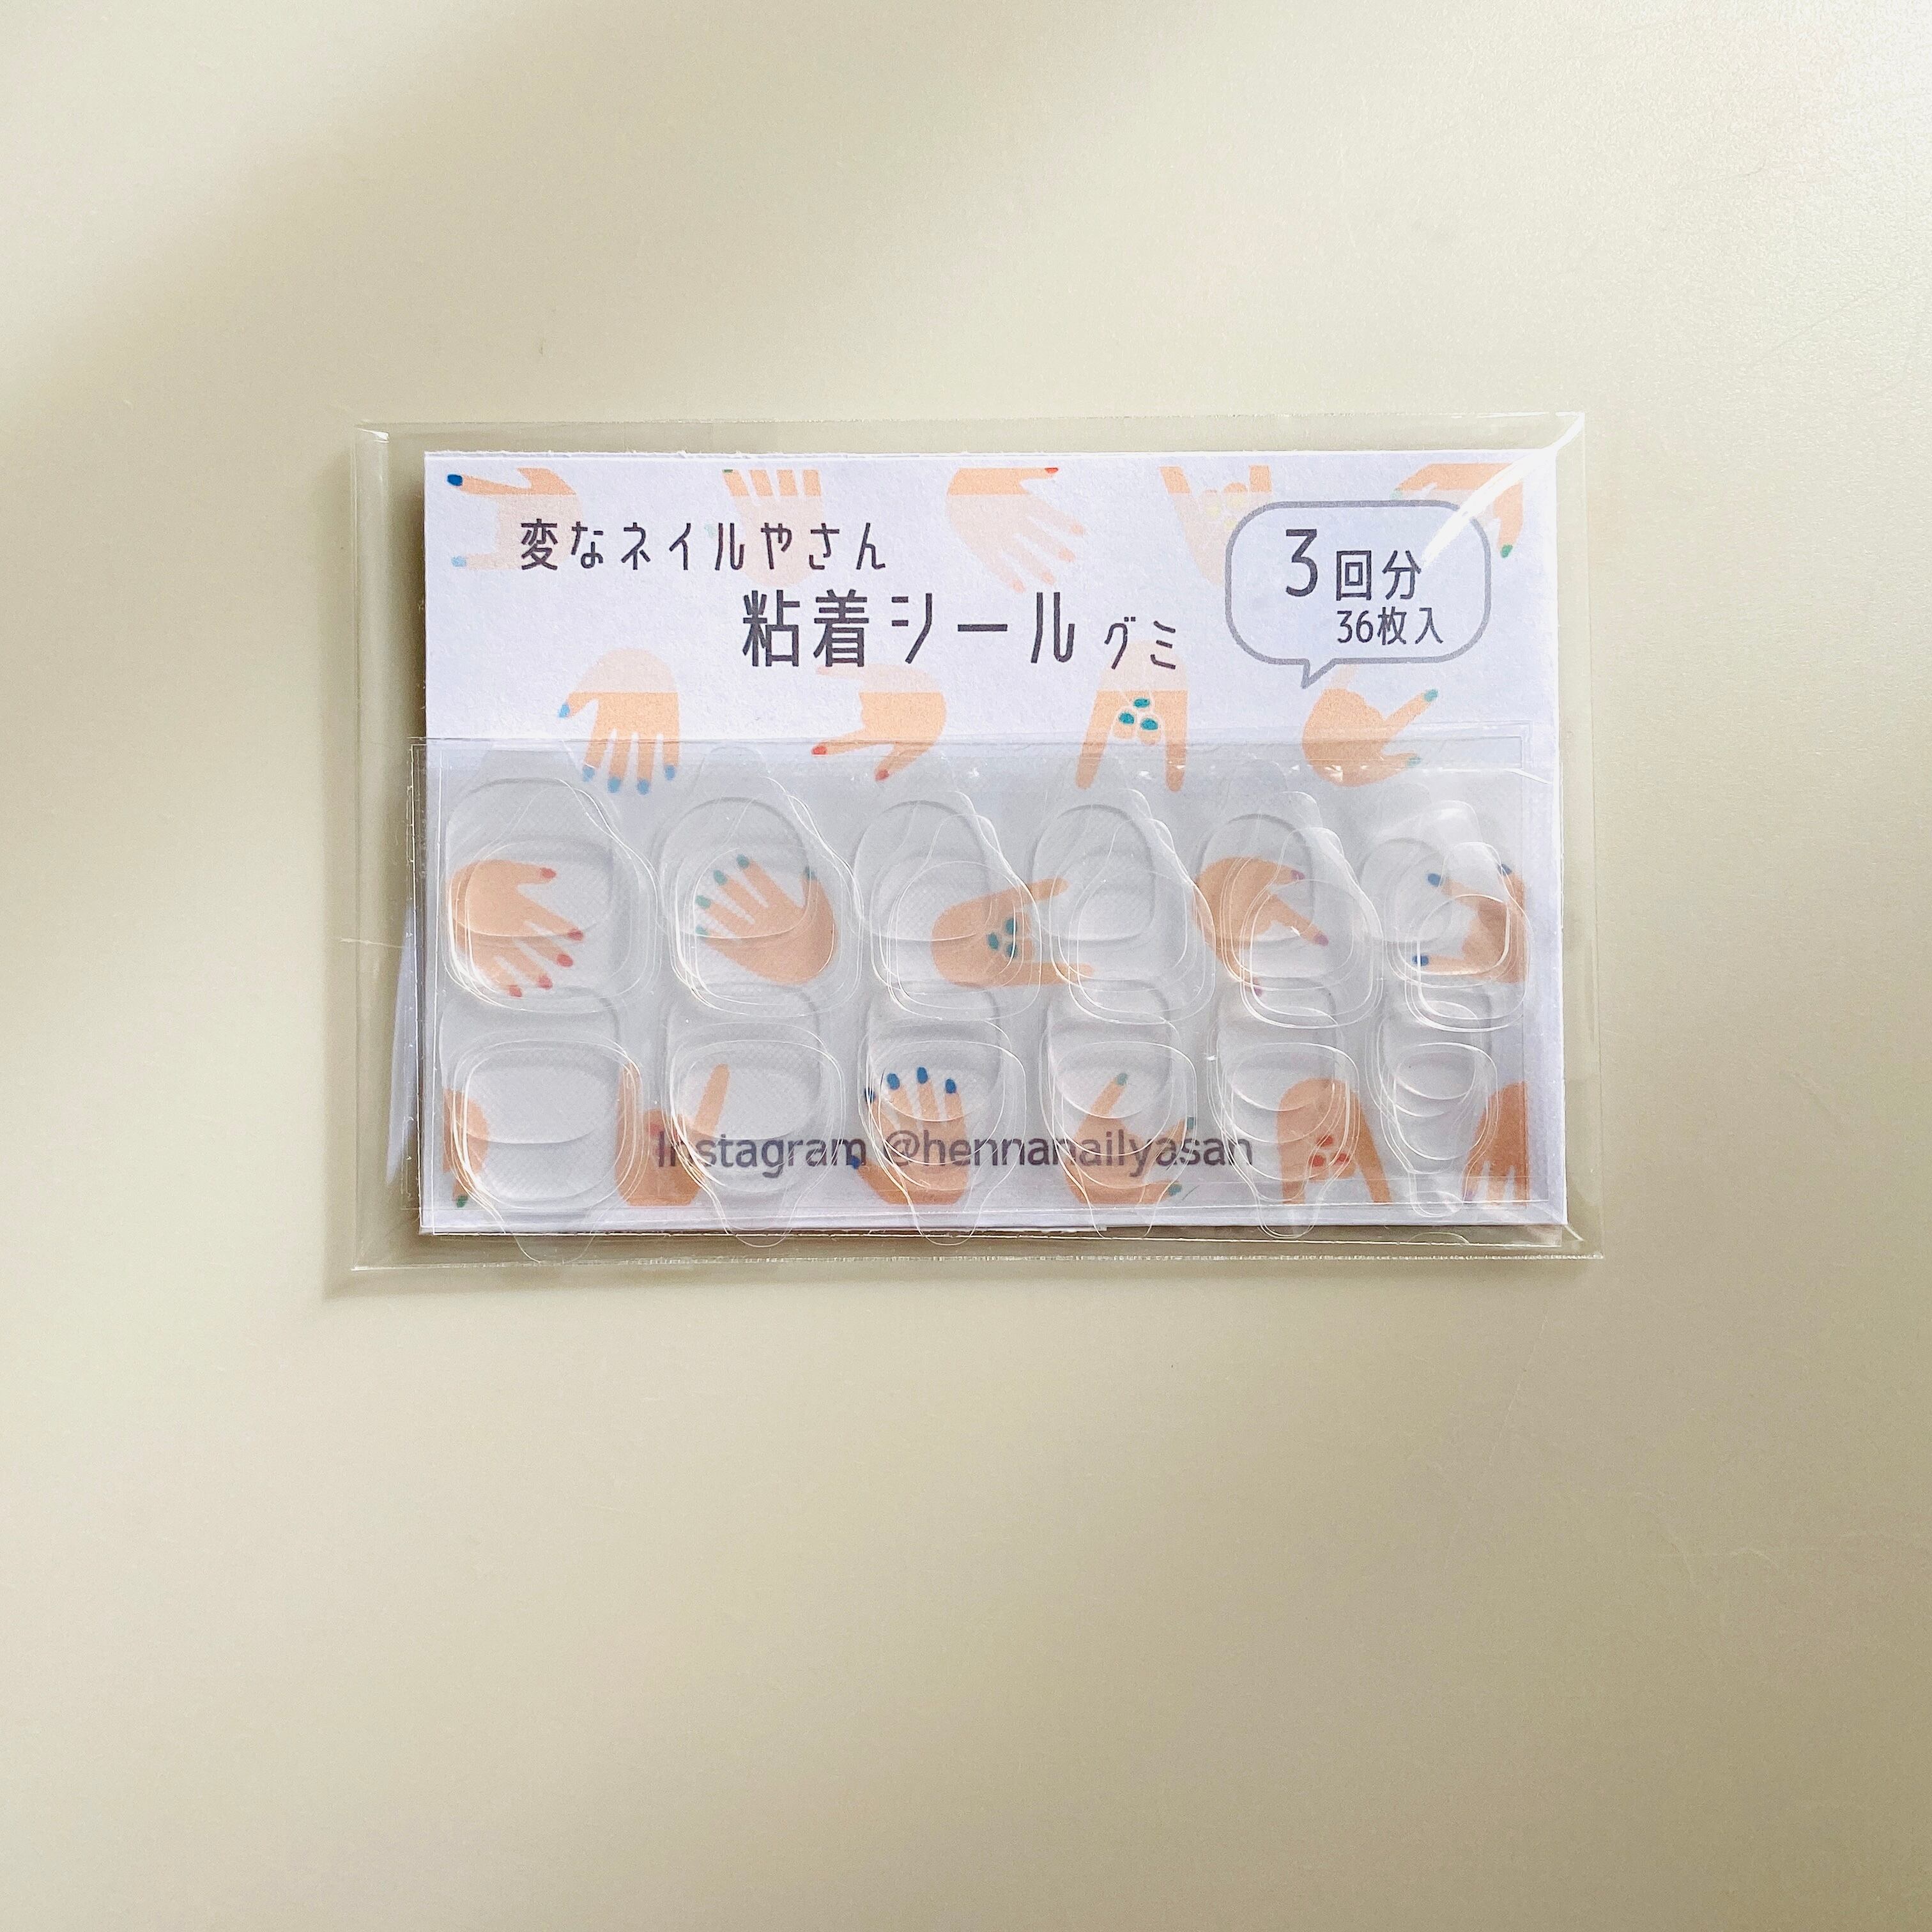 変なネイルやさん
粘着シール グミ
3回分
36枚入
Instagram @hennanailyasan